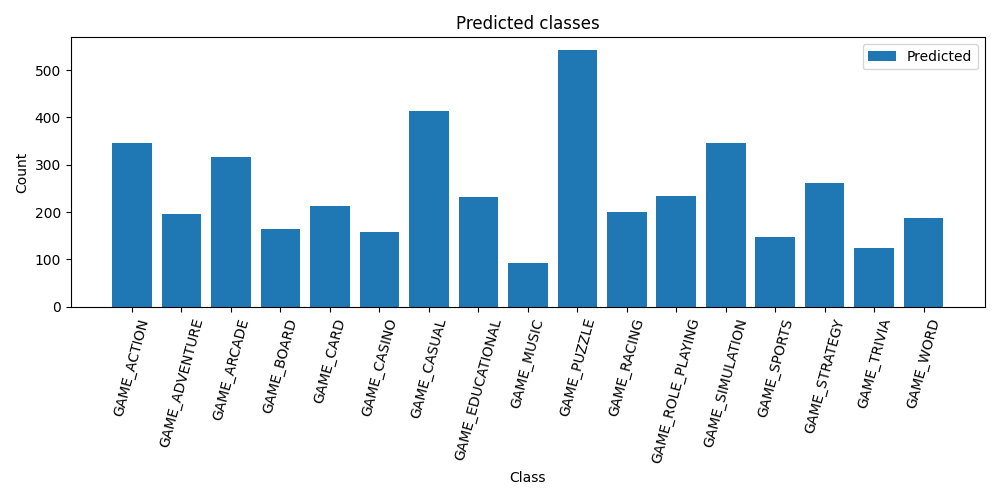 Predicted classes
Predicted
Count
500
400
300
200
100
0
GAME_ACTION
GAME_ADVENTURE
GAME_ARCADE
GAME_BOARD
GAME_CARD
GAME_CASINO
GAME_CASUAL
GAME_EDUCATIONAL
GAME_MUSIC
GAME_PUZZLE
GAME_RACING
GAME_ROLE_PLAYING
GAME_SIMULATION
GAME_SPORTS
GAME_STRATEGY
GAME_TRIVIA
GAME_WORD
Class